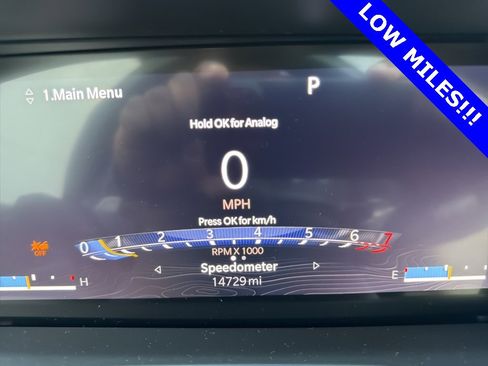 LOW MILES!!!
1.Main Menu
P
Hold OK for Analog
0
MPH
Press OK for km/h
0 1 2 3 4 5 6 7
RPM X 1000
OFF
H
Speedometer
E
14729 mi